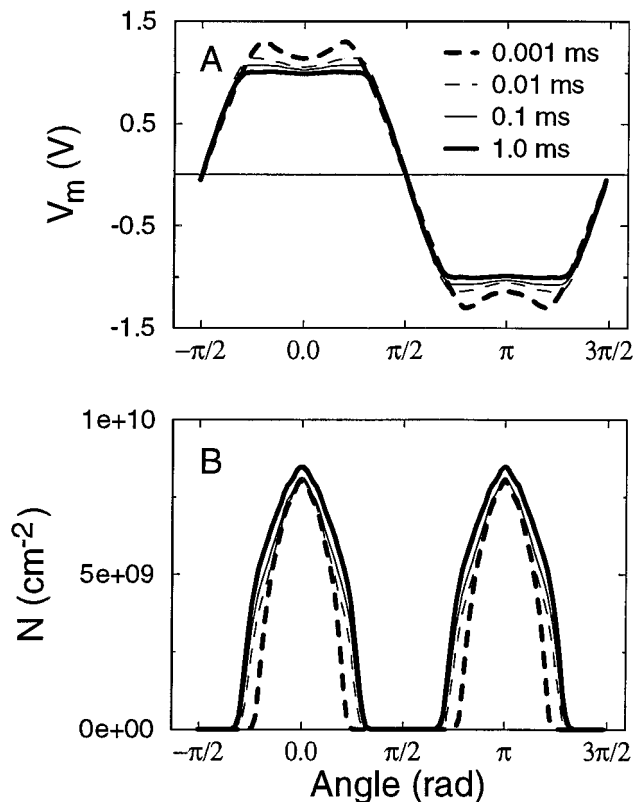 A
0.001 ms
0.01 ms
0.1 ms
1.0 ms
V_m (V)
1.5
0.5
-0.5
-1.5
−π/2
0.0
π/2
π
3π/2
B
N (cm⁻²)
1e+10
5e+09
0e+00
−π/2
0.0
π/2
π
3π/2
Angle (rad)